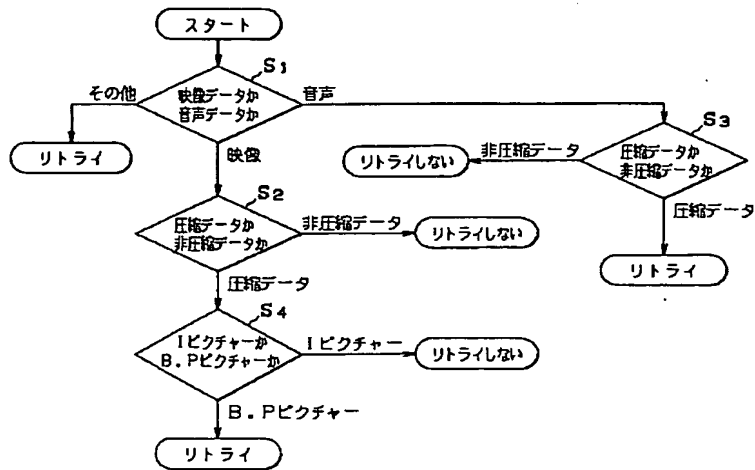 スタート
S1
その他
映像データか
音声データか
音声
リトライ
映像
S3
リトライしない
非圧縮データ
圧縮データか
非圧縮データか
圧縮データ
リトライ
S2
圧縮データか
非圧縮データか
非圧縮データ
リトライしない
圧縮データ
S4
Iピクチャーか
B.Pピクチャーか
Iピクチャー
リトライしない
B.Pピクチャー
リトライ